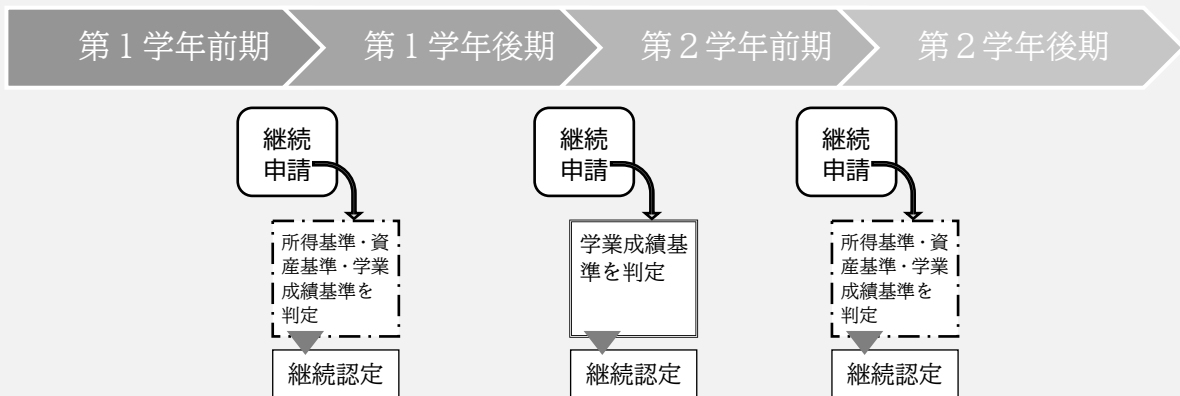 第1学年前期
第1学年後期
第2学年前期
第2学年後期
継続
申請
所得基準・資
産基準・学業
成績基準を
判定
継続認定
継続
申請
学業成績基
準を判定
継続認定
継続
申請
所得基準・資
産基準・学業
成績基準を
判定
継続認定